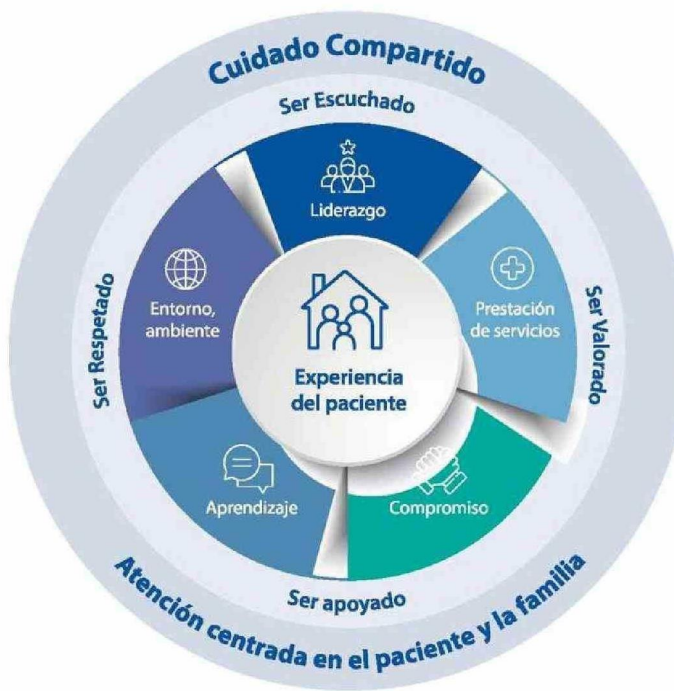 Cuidado Compartido
Ser Escuchado
Liderazgo
Entorno,
ambiente
Prestación
de servicios
Ser Respetado
Ser Valorado
Experiencia
del paciente
Aprendizaje
Compromiso
Ser apoyado
Atención centrada en el paciente y la familia